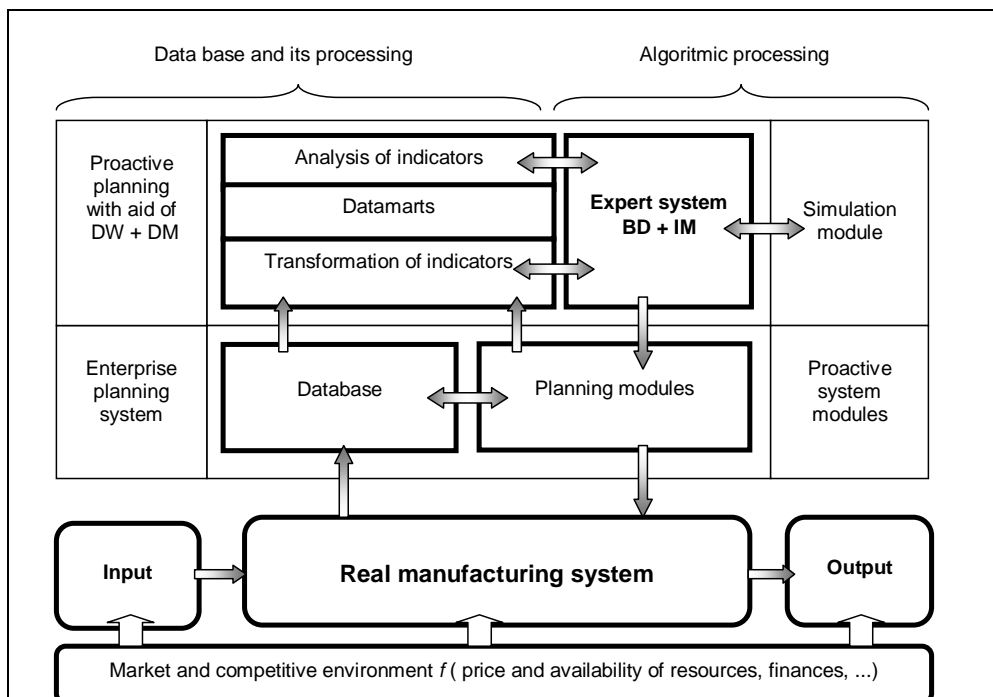 Data base and its processing
Algoritmic processing
Proactive
planning
with aid of
DW + DM
Analysis of indicators
Datamarts
Transformation of indicators
Expert system
BD + IM
Simulation
module
Enterprise
planning
system
Database
Planning modules
Proactive
system
modules
Input
Real manufacturing system
Output
Market and competitive environment f ( price and availability of resources, finances, ...)